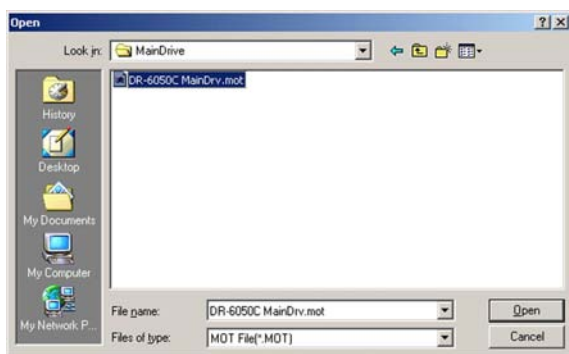 Open
Look in: MainDrive
DR-6050C MainDrv.mot
History
Desktop
My Documents
My Computer
My Network P...
File name: DR-6050C MainDrv.mot Open
Files of type: MOT File(*.MOT) Cancel